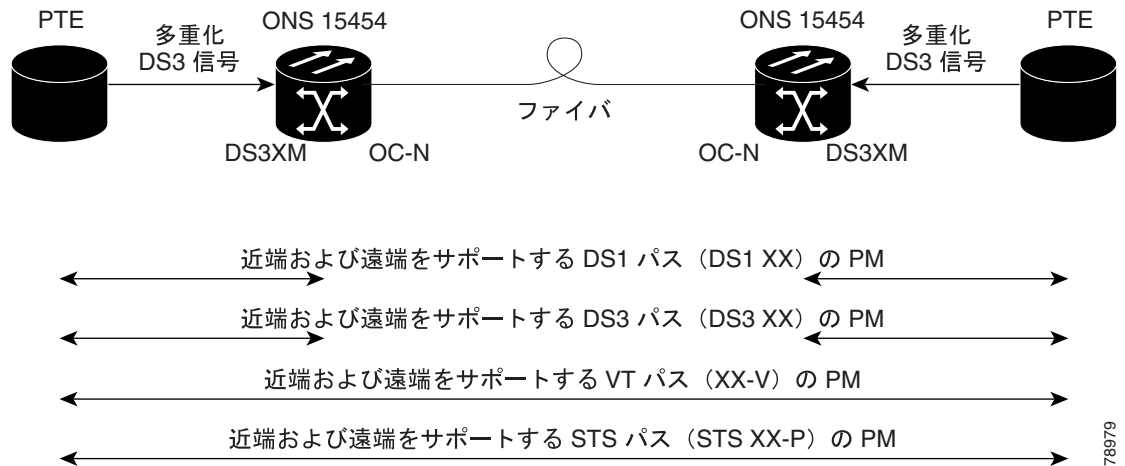 PTE
ONS 15454
ONS 15454
PTE
多重化
DS3 信号
多重化
DS3 信号
ファイバ
DS3XM
OC-N
OC-N
DS3XM
近端および遠端をサポートする DS1 パス（DS1 XX）の PM
近端および遠端をサポートする DS3 パス（DS3 XX）の PM
近端および遠端をサポートする VT パス（XX-V）の PM
近端および遠端をサポートする STS パス（STS XX-P）の PM
78979